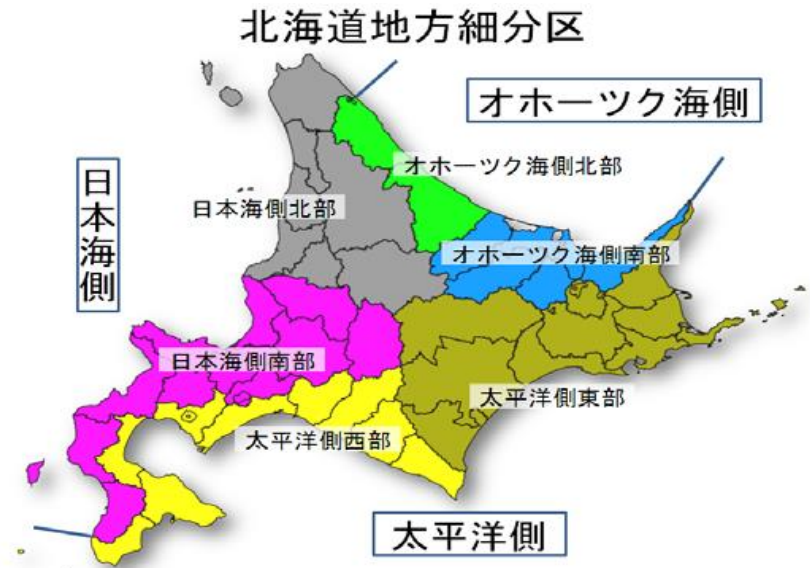 北海道地方細分区
オホーツク海側
オホーツク海側北部
日本海側
日本海側北部
オホーツク海側南部
日本海側南部
太平洋側東部
太平洋側西部
太平洋側